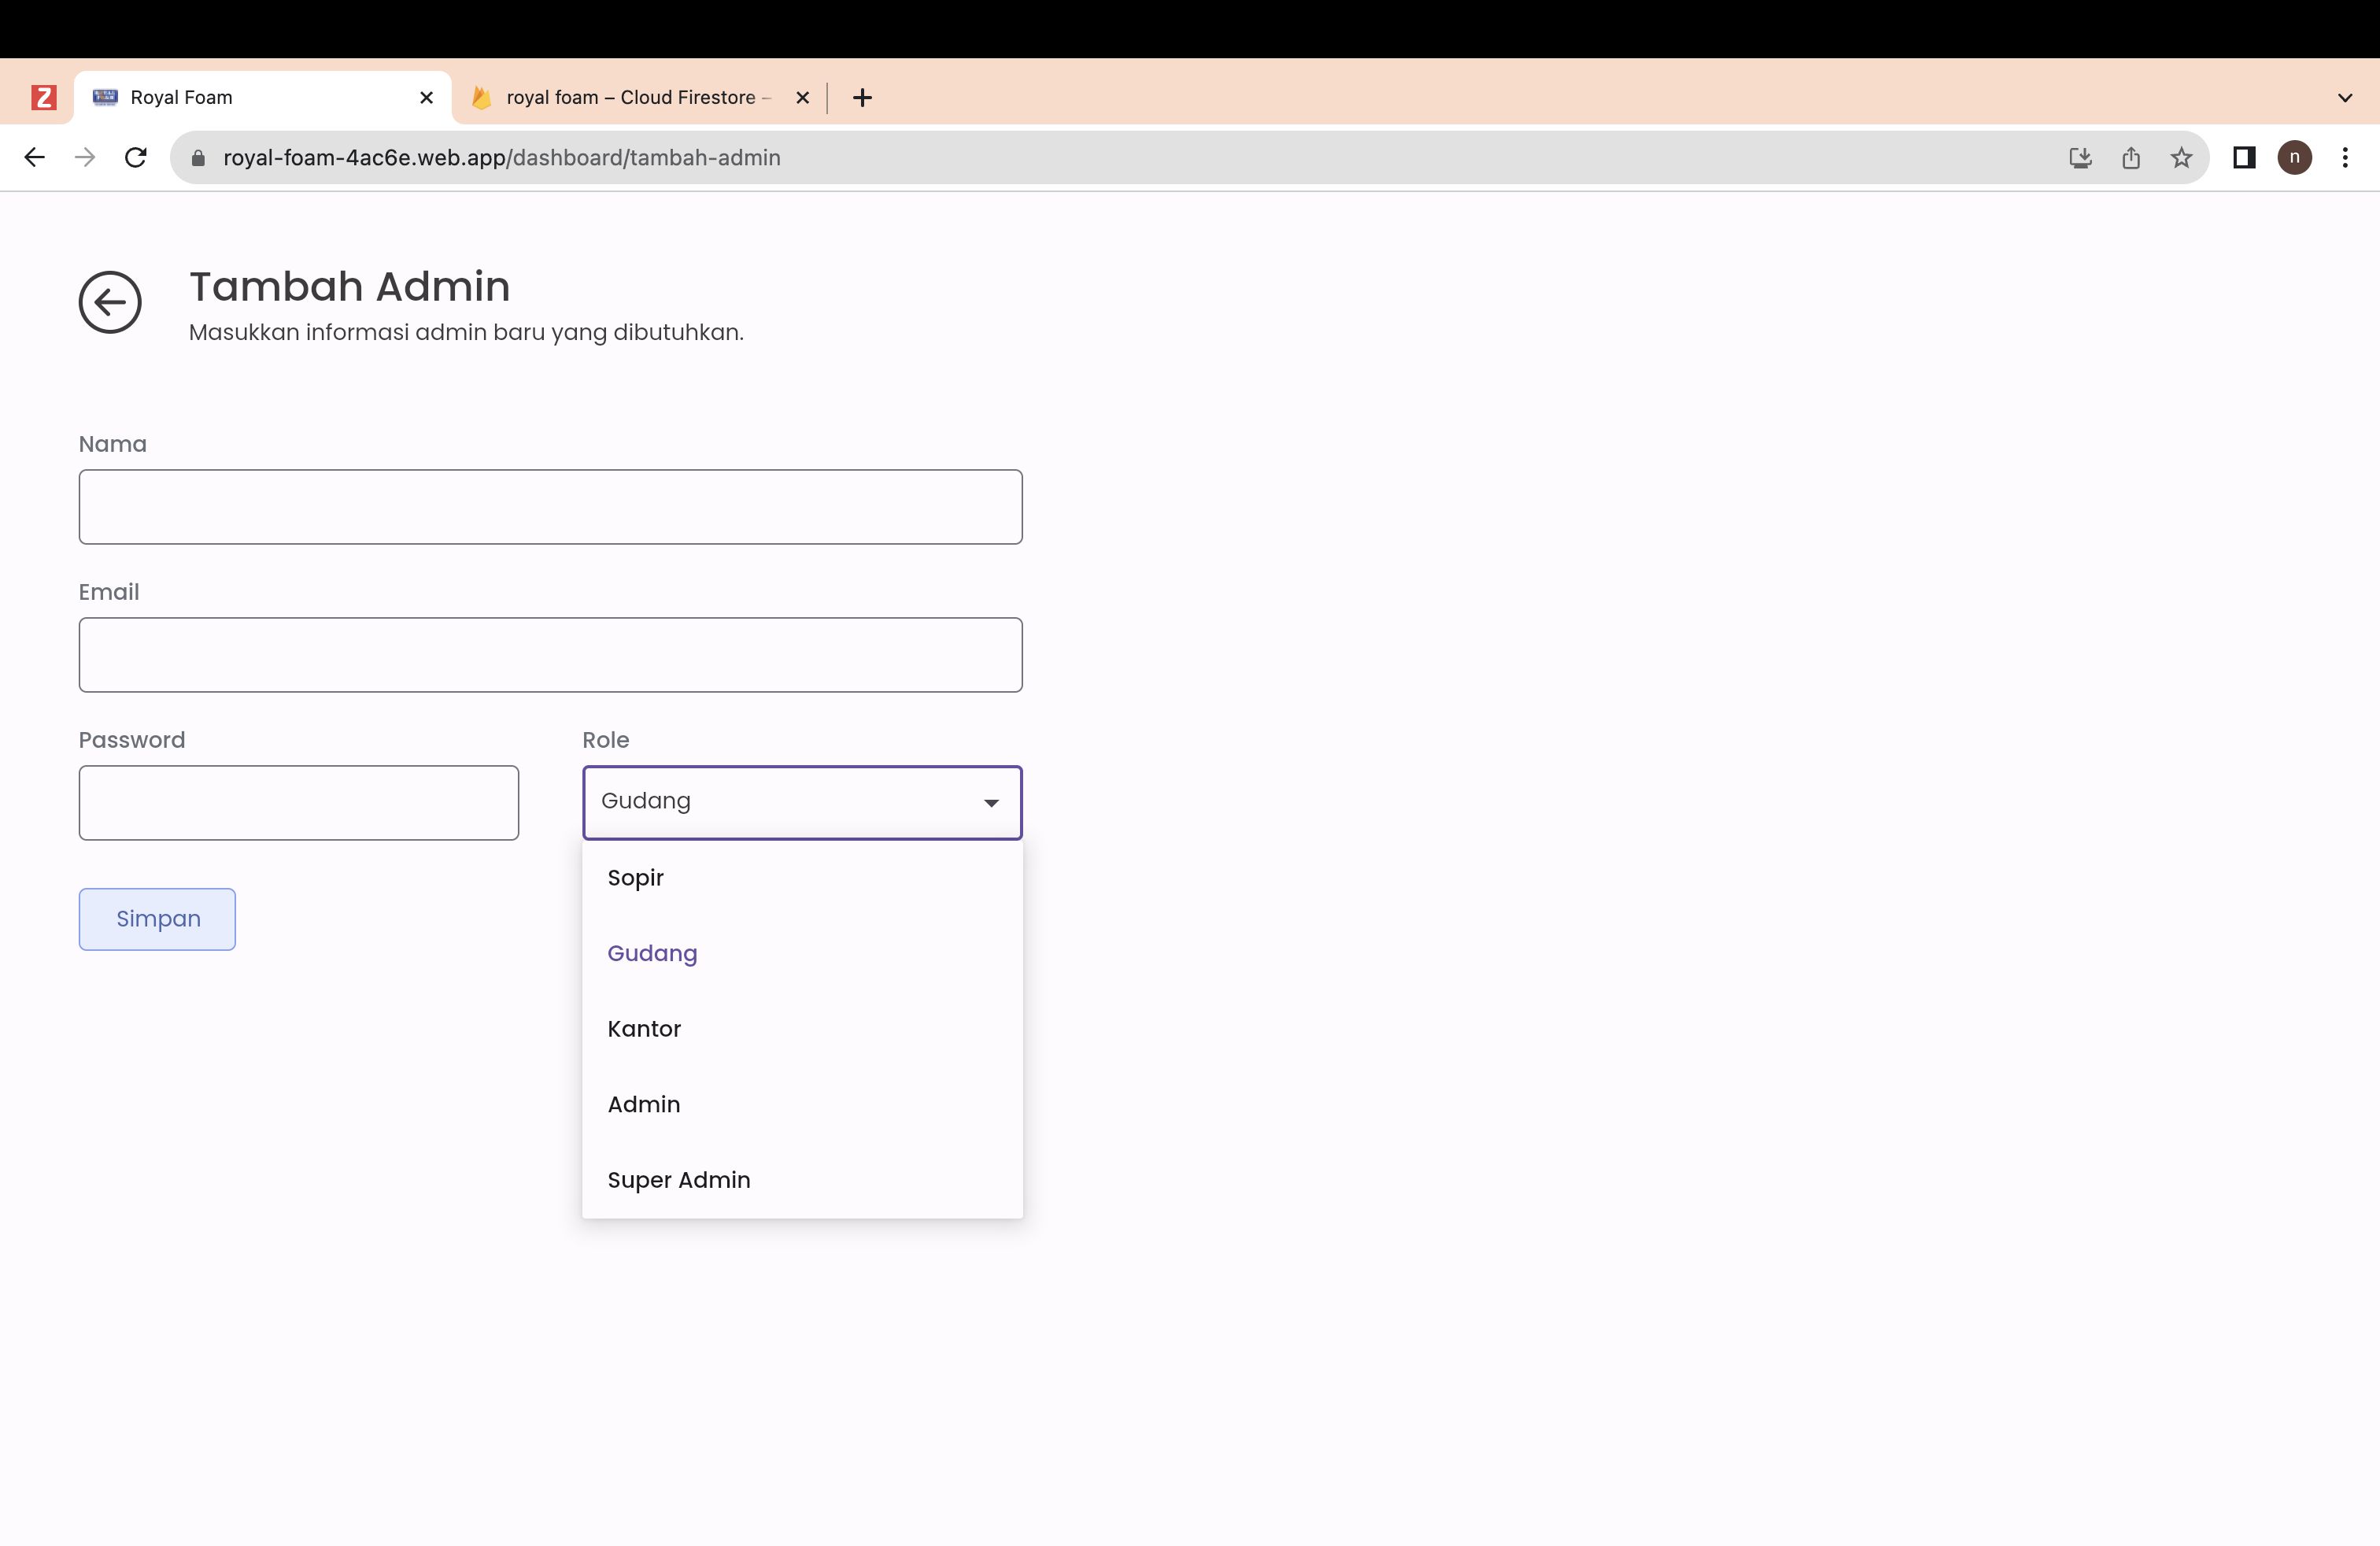 Z
Royal Foam
royal foam – Cloud Firestore –
royal-foam-4ac6e.web.app/dashboard/tambah-admin
n
Tambah Admin
Masukkan informasi admin baru yang dibutuhkan.
Nama
Email
Password
Role
Gudang
Simpan
Sopir
Gudang
Kantor
Admin
Super Admin